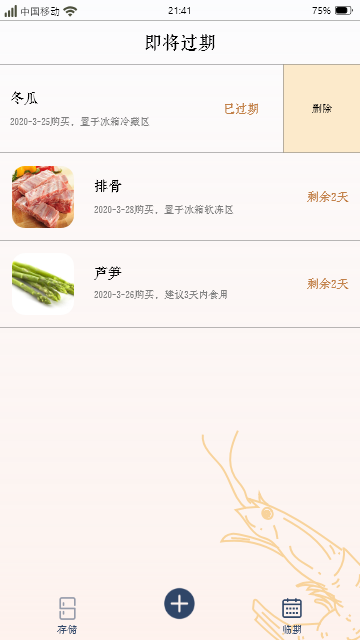 中国移动 21:41 75%
即将过期
冬瓜
已过期
删除
2020-3-25购买，置于冰箱冷藏区
排骨
剩余2天
2020-3-28购买，置于冰箱软冻区
芦笋
剩余2天
2020-3-26购买，建议3天内食用
存储
临期